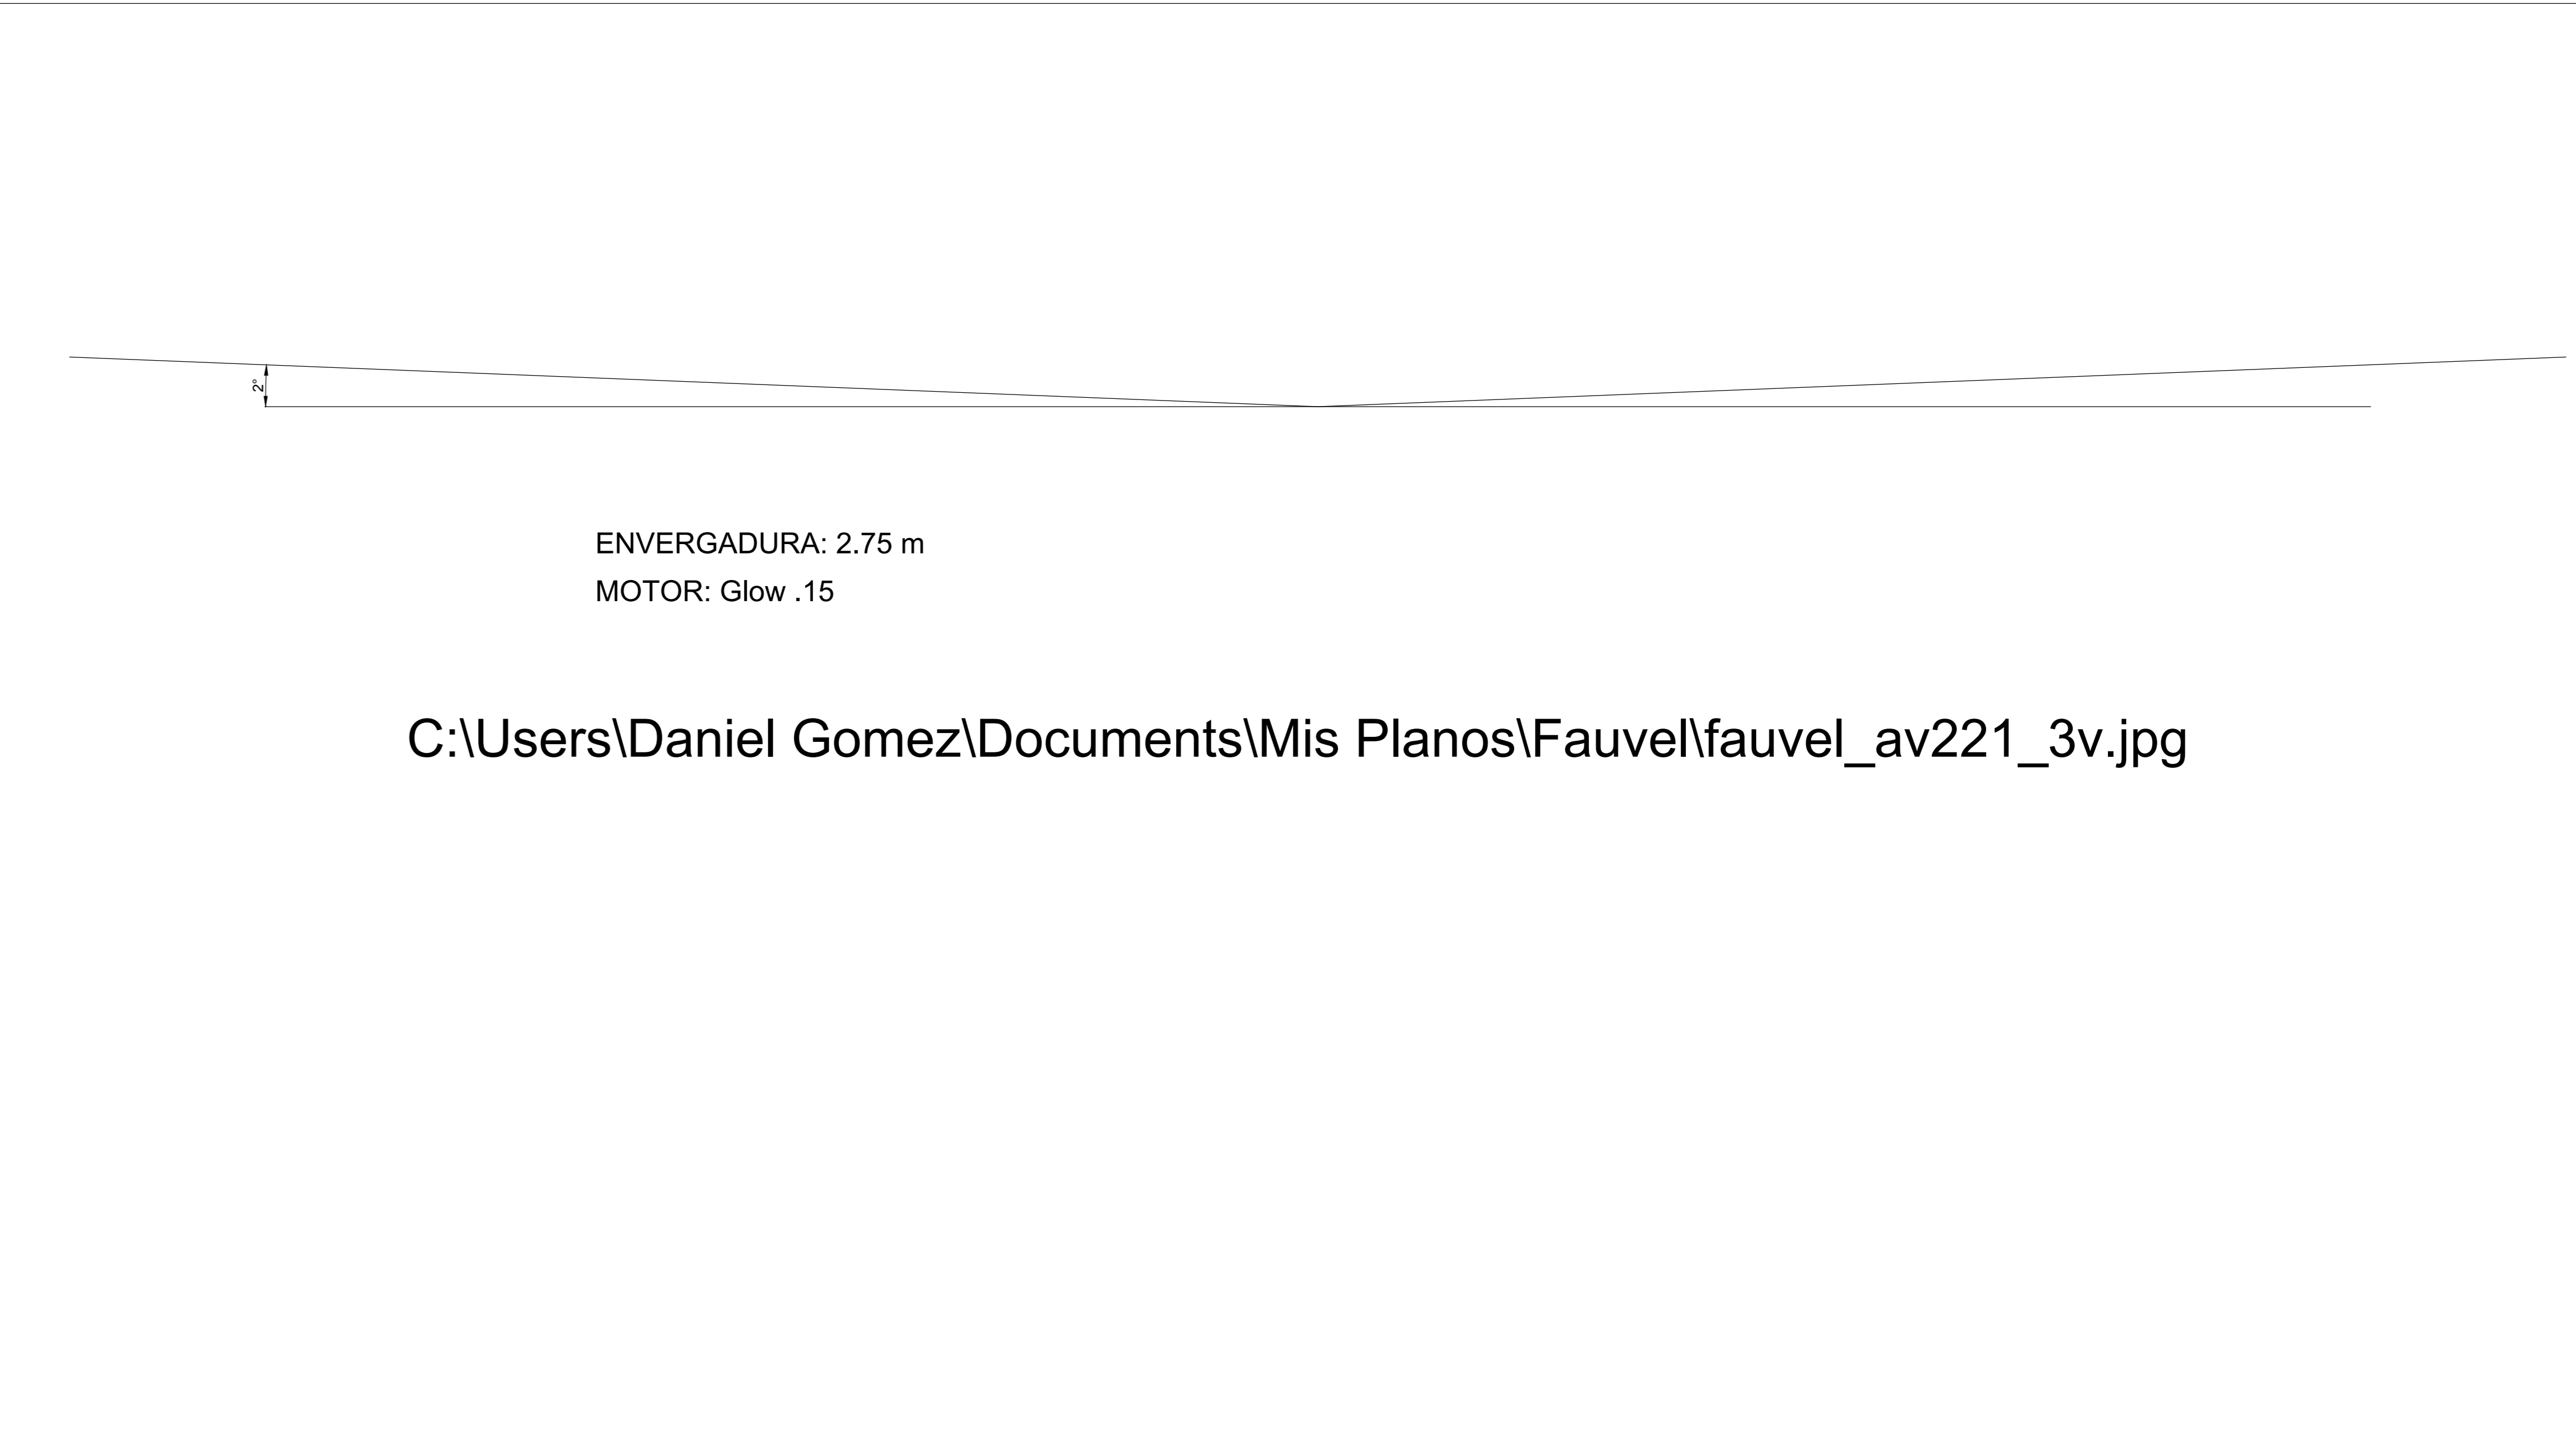 2°
ENVERGADURA: 2.75 m
MOTOR: Glow .15
C:\Users\Daniel Gomez\Documents\Mis Planos\Fauvel\fauvel_av221_3v.jpg